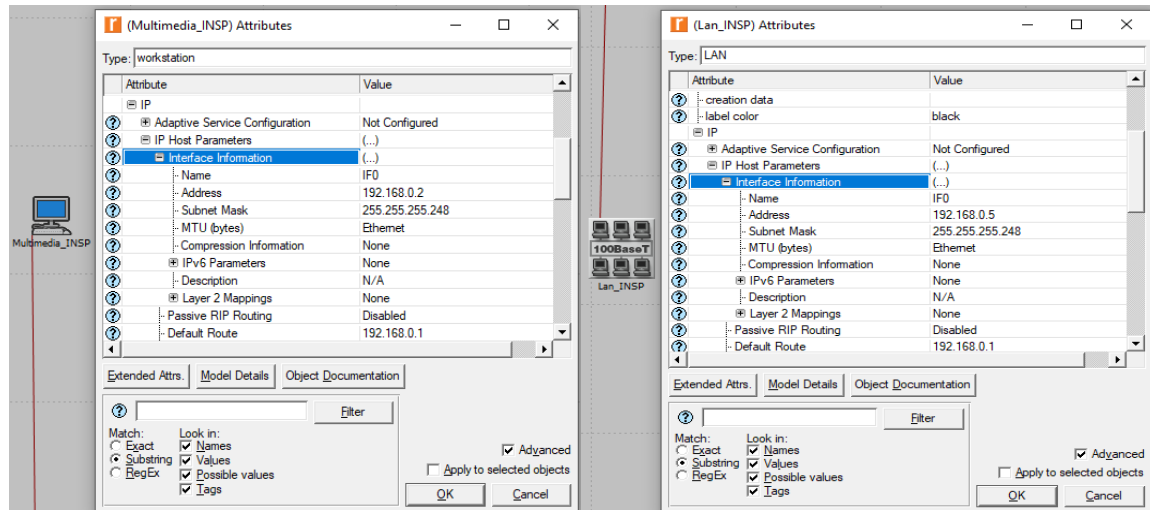 (Multimedia_INSP) Attributes
Type: workstation
Attribute Value
IP
Adaptive Service Configuration Not Configured
IP Host Parameters (...)
Interface Information (...)
Name IF0
Address 192.168.0.2
Subnet Mask 255.255.255.248
MTU (bytes) Ethernet
Compression Information None
IPv6 Parameters None
Description N/A
Layer 2 Mappings None
Passive RIP Routing Disabled
Default Route 192.168.0.1
Extended Attrs. Model Details Object Documentation
Filter
Match: Look in:
Exact Names
Substring Values
RegEx Possible values
Tags
Advanced
Apply to selected objects
OK Cancel
Multimedia_INSP
100BaseT
Lan_INSP
(Lan_INSP) Attributes
Type: LAN
Attribute Value
creation data
label color black
IP
Adaptive Service Configuration Not Configured
IP Host Parameters (...)
Interface Information (...)
Name IF0
Address 192.168.0.5
Subnet Mask 255.255.255.248
MTU (bytes) Ethernet
Compression Information None
IPv6 Parameters None
Description N/A
Layer 2 Mappings None
Passive RIP Routing Disabled
Default Route 192.168.0.1
Extended Attrs. Model Details Object Documentation
Filter
Match: Look in:
Exact Names
Substring Values
RegEx Possible values
Tags
Advanced
Apply to selected objects
OK Cancel